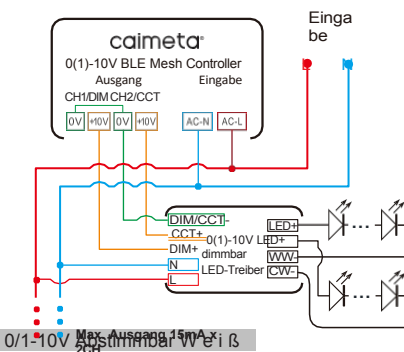 Einga
be
caimeta
0(1)-10V BLE Mesh Controller
Ausgang Eingabe
CH1/DIM CH2/CCT
0V +10V 0V +10V AC-N AC-L
DIM/CCT-
LED+
CCT+
0(1)-10V LED+
DIM+
dimmbar
WW-
N
LED-Treiber
CW-
L
Max. Ausgang 15mA x
2CH
0/1-10V Abstimmbar Weiß